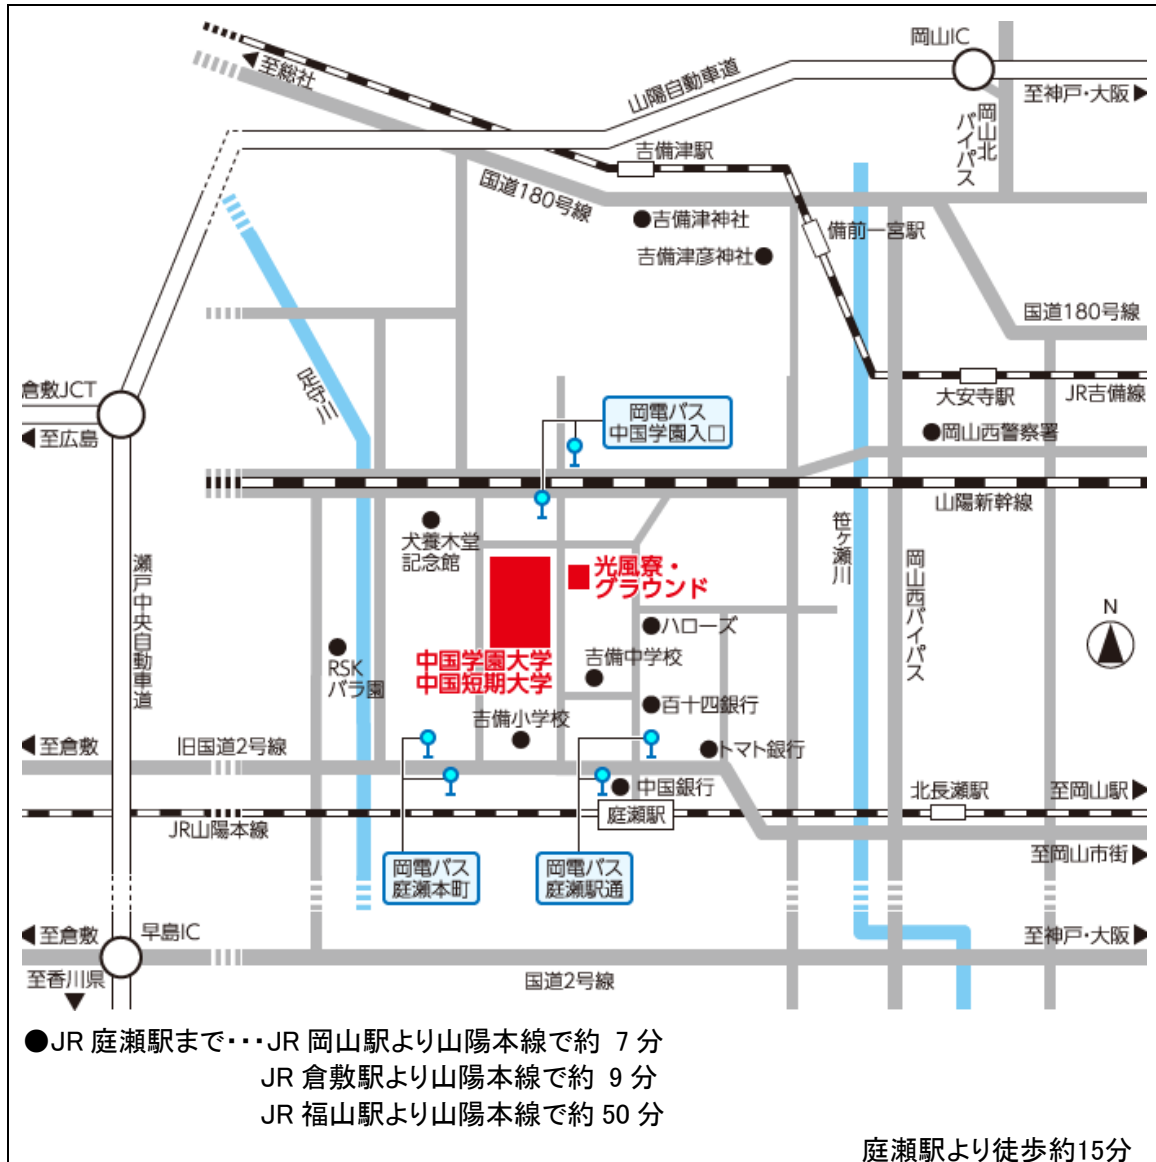 岡山IC
至総社
山陽自動車道
至神戸・大阪
岡山北
バイパス
吉備津駅
国道180号線
吉備津神社
備前一宮駅
吉備津彦神社
国道180号線
倉敷JCT
足守川
大安寺駅
JR吉備線
岡電バス
中国学園入口
至広島
岡山西警察署
山陽新幹線
犬養木堂
記念館
笹ヶ瀬川
瀬戸中央自動車道
岡山西バイパス
光風寮・
グラウンド
N
ハローズ
RSK
バラ園
中国学園大学
中国短期大学
吉備中学校
百十四銀行
吉備小学校
至倉敷
旧国道2号線
トマト銀行
中国銀行
北長瀬駅
至岡山駅
庭瀬駅
JR山陽本線
至岡山市街
岡電バス
庭瀬本町
岡電バス
庭瀬駅通
至倉敷
早島IC
至神戸・大阪
至香川県
国道2号線
●JR 庭瀬駅まで・・・JR 岡山駅より山陽本線で約 7 分
JR 倉敷駅より山陽本線で約 9 分
JR 福山駅より山陽本線で約 50 分
庭瀬駅より徒歩約15分